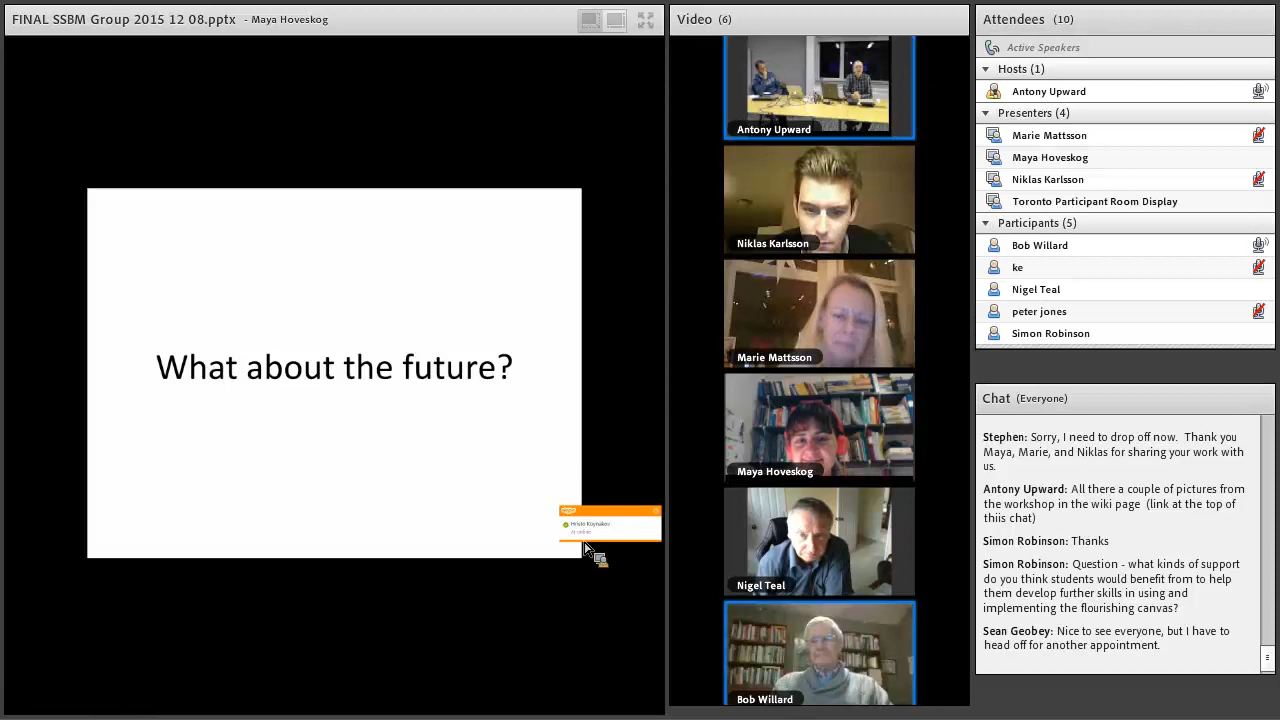 FINAL SSBM Group 2015 12 08.pptx - Maya Hoveskog
What about the future?
skype
Hristo Koynakov
is online
Video (6)
Antony Upward
Niklas Karlsson
Marie Mattsson
Maya Hoveskog
Nigel Teal
Bob Willard
Attendees (10)
Active Speakers
Hosts (1)
Antony Upward
Presenters (4)
Marie Mattsson
Maya Hoveskog
Niklas Karlsson
Toronto Participant Room Display
Participants (5)
Bob Willard
ke
Nigel Teal
peter jones
Simon Robinson
Chat (Everyone)
Stephen: Sorry, I need to drop off now. Thank you
Maya, Marie, and Niklas for sharing your work with
us.
Antony Upward: All there a couple of pictures from
the workshop in the wiki page (link at the top of
thiis chat)
Simon Robinson: Thanks
Simon Robinson: Question - what kinds of support
do you think students would benefit from to help
them develop further skills in using and
implementing the flourishing canvas?
Sean Geobey: Nice to see everyone, but I have to
head off for another appointment.